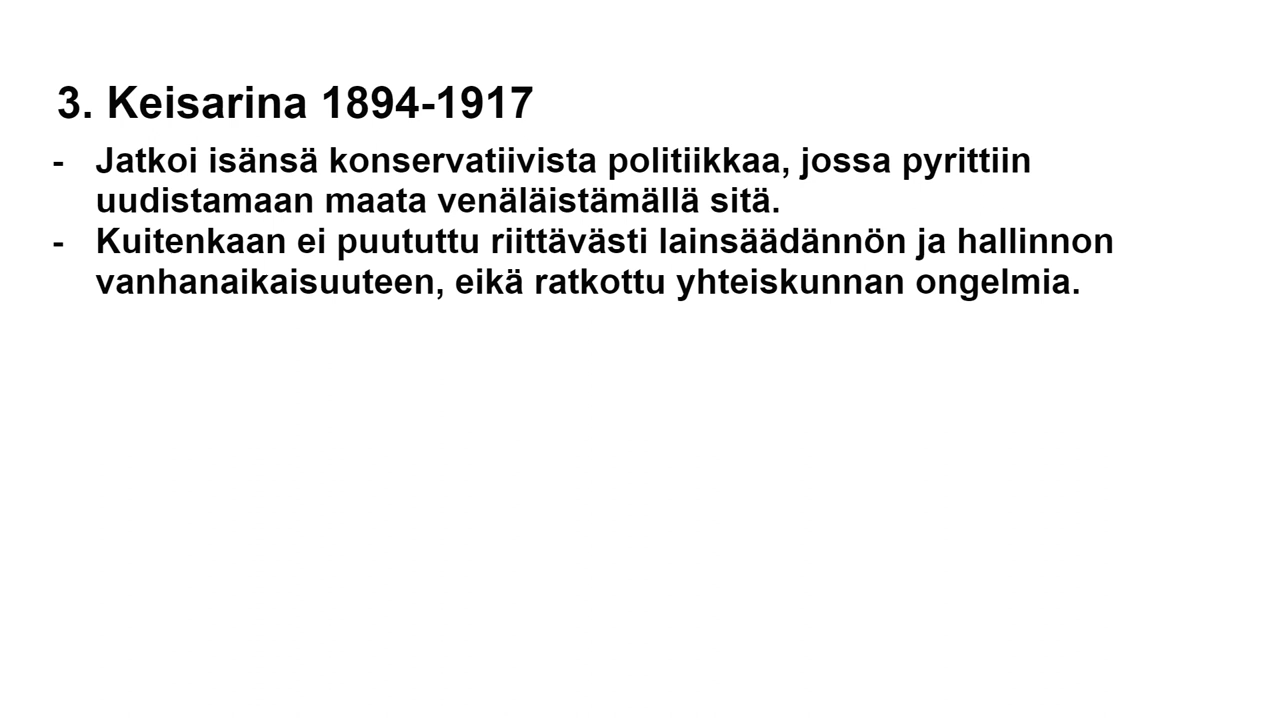 3. Keisarina 1894-1917
- Jatkoi isänsä konservatiivista politiikkaa, jossa pyrittiin
uudistamaan maata venäläistämällä sitä.
- Kuitenkaan ei puututtu riittävästi lainsäädännön ja hallinnon
vanhanaikaisuuteen, eikä ratkottu yhteiskunnan ongelmia.